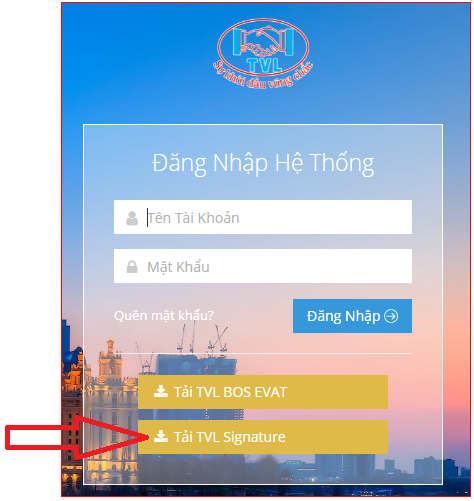 TVL
Sự khởi đầu vững chắc
Đăng Nhập Hệ Thống
Tên Tài Khoản
Mật Khẩu
Quên mật khẩu?
Đăng Nhập
Tải TVL BOS EVAT
Tải TVL Signature